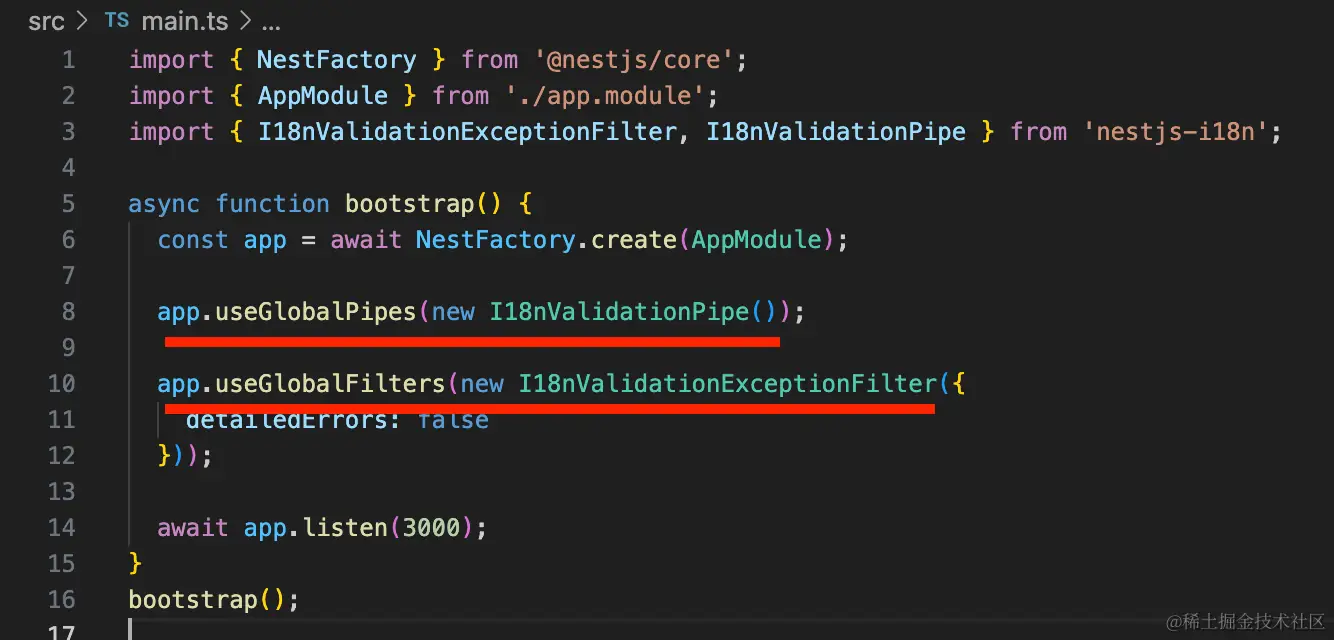 src > TS main.ts > ...
1 import { NestFactory } from '@nestjs/core';
2 import { AppModule } from './app.module';
3 import { I18nValidationExceptionFilter, I18nValidationPipe } from 'nestjs-i18n';
4
5 async function bootstrap() {
6   const app = await NestFactory.create(AppModule);
7
8   app.useGlobalPipes(new I18nValidationPipe());
9
10   app.useGlobalFilters(new I18nValidationExceptionFilter({
11     detailedErrors: false
12   }));
13
14   await app.listen(3000);
15 }
16 bootstrap();
17
@稀土掘金技术社区